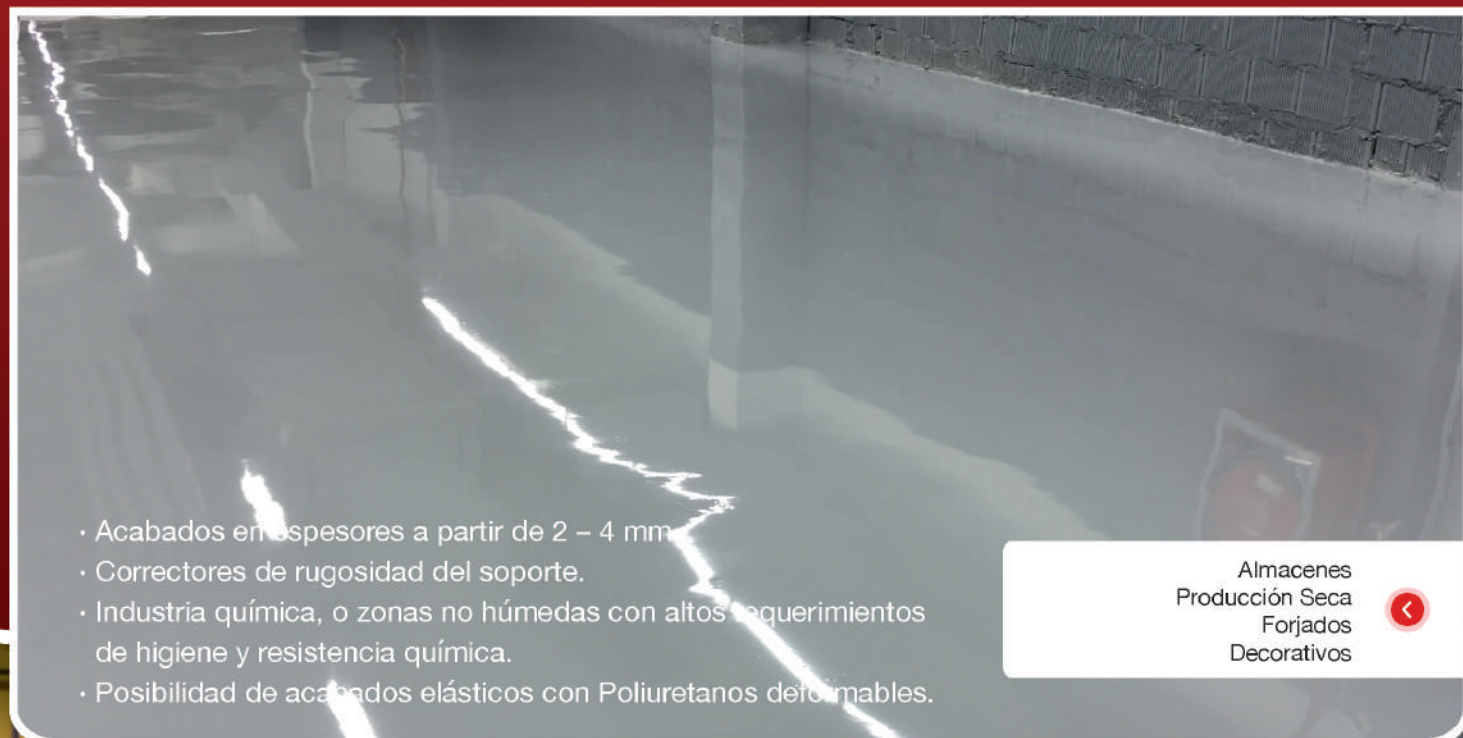 · Acabados en espesores a partir de 2 – 4 mm.
· Correctores de rugosidad del soporte.
· Industria química, o zonas no húmedas con altos requerimientos
de higiene y resistencia química.
· Posibilidad de acabados elásticos con Poliuretanos deformables.
Almacenes
Producción Seca
Forjados
Decorativos